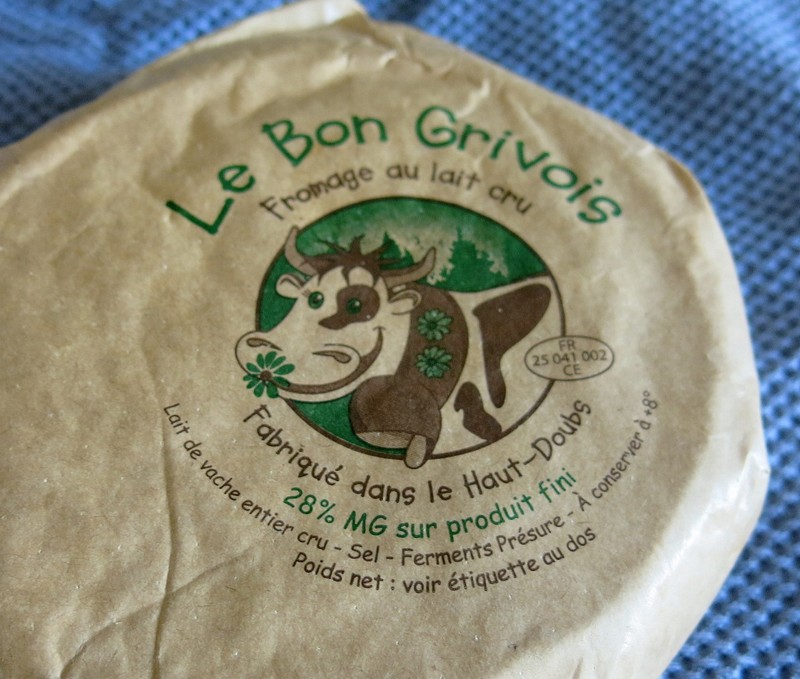 Le Bon Grivois
Fromage au lait cru
FR
25 041 002
CE
Fabriqué dans le Haut-Doubs
28% MG sur produit fini
Lait de vache entier cru - Sel - Ferments Présure - À conserver à +8°
Poids net : voir étiquette au dos